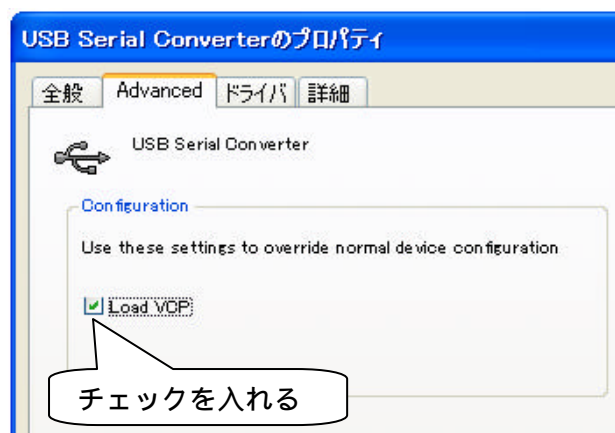 USB Serial Converterのプロパティ
全般 Advanced ドライバ 詳細
USB Serial Converter
Configuration
Use these settings to override normal device configuration
Load VCP
チェックを入れる